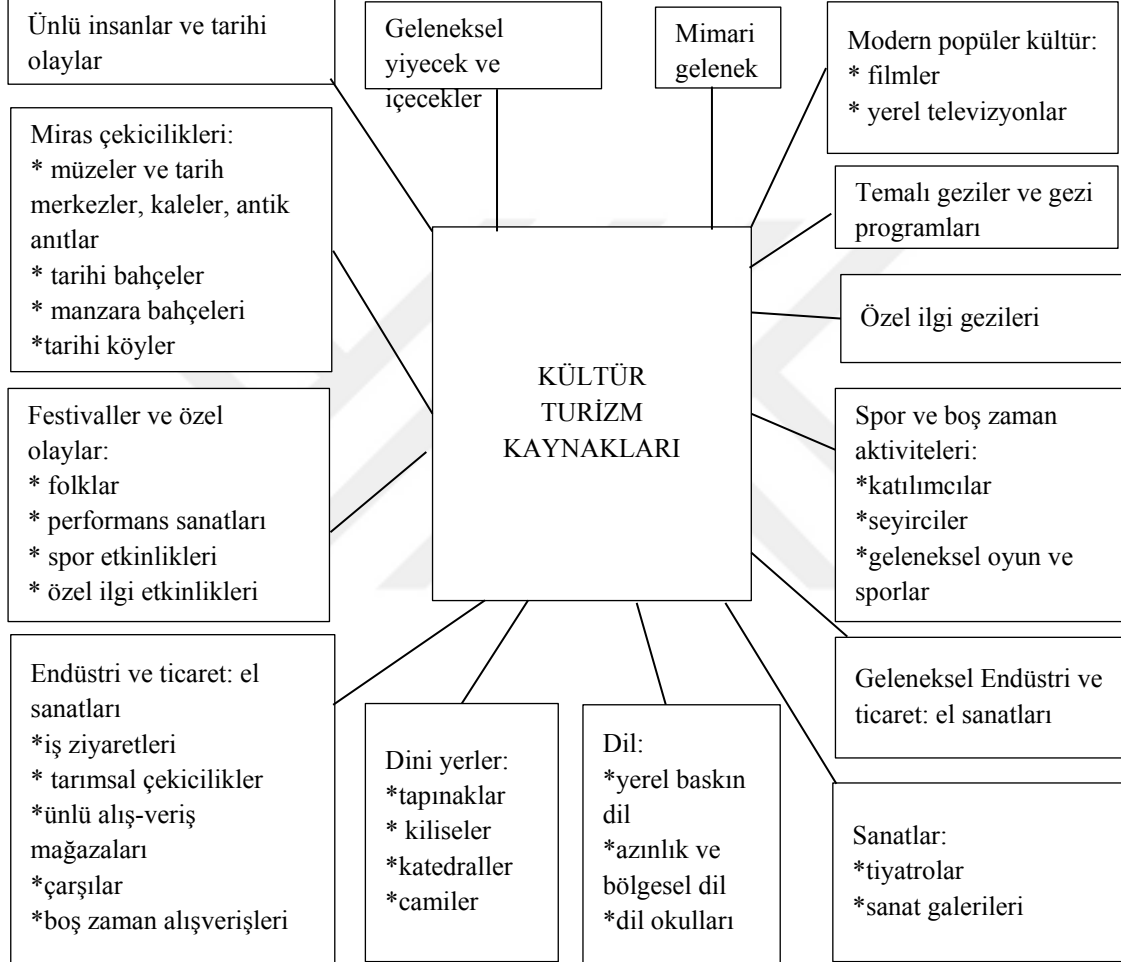 Ünlü insanlar ve tarihi
olaylar
Geleneksel
yiyecek ve
içecekler
Mimari
gelenek
Modern popüler kültür:
* filmler
* yerel televizyonlar
Miras çekicilikleri:
* müzeler ve tarih
merkezler, kaleler, antik
anıtlar
* tarihi bahçeler
* manzara bahçeleri
*tarihi köyler
Temalı geziler ve gezi
programları
Özel ilgi gezileri
KÜLTÜR
TURİZM
KAYNAKLARI
Festivaller ve özel
olaylar:
* folklar
* performans sanatları
* spor etkinlikleri
* özel ilgi etkinlikleri
Spor ve boş zaman
aktiviteleri:
*katılımcılar
*seyirciler
*geleneksel oyun ve
sporlar
Endüstri ve ticaret: el
sanatları
*iş ziyaretleri
* tarımsal çekicilikler
*ünlü alış-veriş
mağazaları
*çarşılar
*boş zaman alışverişleri
Dini yerler:
*tapınaklar
* kiliseler
*katedraller
*camiler
Dil:
*yerel baskın
dil
*azınlık ve
bölgesel dil
*dil okulları
Geleneksel Endüstri ve
ticaret: el sanatları
Sanatlar:
*tiyatrolar
*sanat galerileri